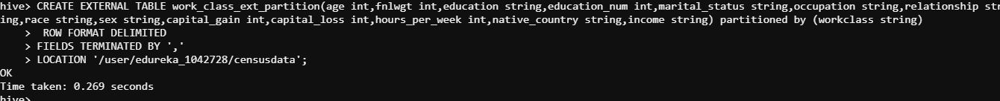 hive> CREATE EXTERNAL TABLE work_class_ext_partition(age int,fnlwgt int,education string,education_num int,marital_status string,occupation string,relationship str
ing,race string,sex string,capital_gain int,capital_loss int,hours_per_week int,native_country string,income string) partitioned by (workclass string)
    >  ROW FORMAT DELIMITED
    > FIELDS TERMINATED BY ','
    > LOCATION '/user/edureka_1042728/censusdata';
OK
Time taken: 0.269 seconds
hive>